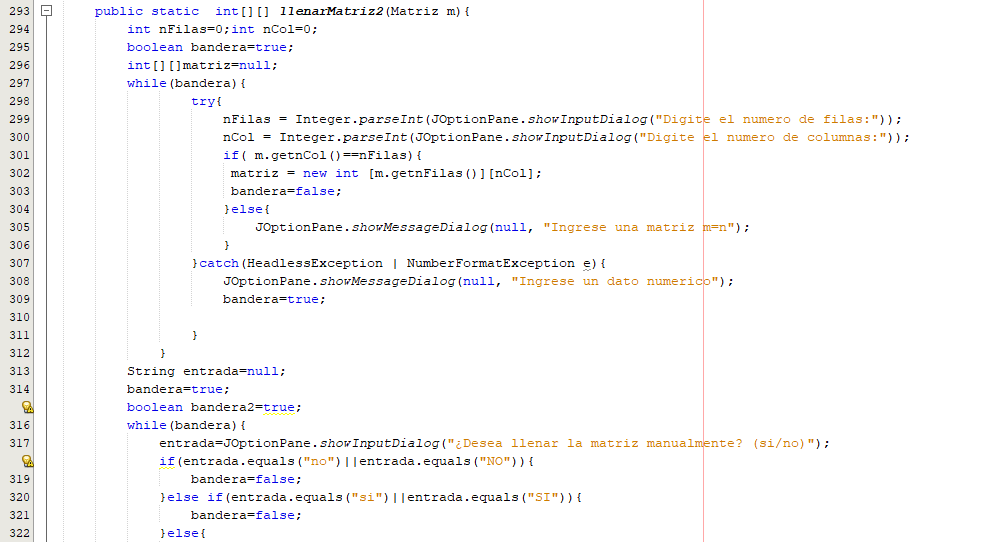 293 public static  int[][] llenarMatriz2(Matriz m){
294 int nFilas=0;int nCol=0;
295 boolean bandera=true;
296 int[][]matriz=null;
297 while(bandera){
298 try{
299 nFilas = Integer.parseInt(JOptionPane.showInputDialog("Digite el numero de filas:"));
300 nCol = Integer.parseInt(JOptionPane.showInputDialog("Digite el numero de columnas:"));
301 if( m.getnCol()==nFilas){
302 matriz = new int [m.getnFilas()][nCol];
303 bandera=false;
304 }else{
305 JOptionPane.showMessageDialog(null, "Ingrese una matriz m=n");
306 }
307 }catch(HeadlessException | NumberFormatException e){
308 JOptionPane.showMessageDialog(null, "Ingrese un dato numerico");
309 bandera=true;
310
311 }
312 }
313 String entrada=null;
314 bandera=true;
boolean bandera2=true;
316 while(bandera){
317 entrada=JOptionPane.showInputDialog("¿Desea llenar la matriz manualmente? (si/no)");
if(entrada.equals("no")||entrada.equals("NO")){
319 bandera=false;
320 }else if(entrada.equals("si")||entrada.equals("SI")){
321 bandera=false;
322 }else{